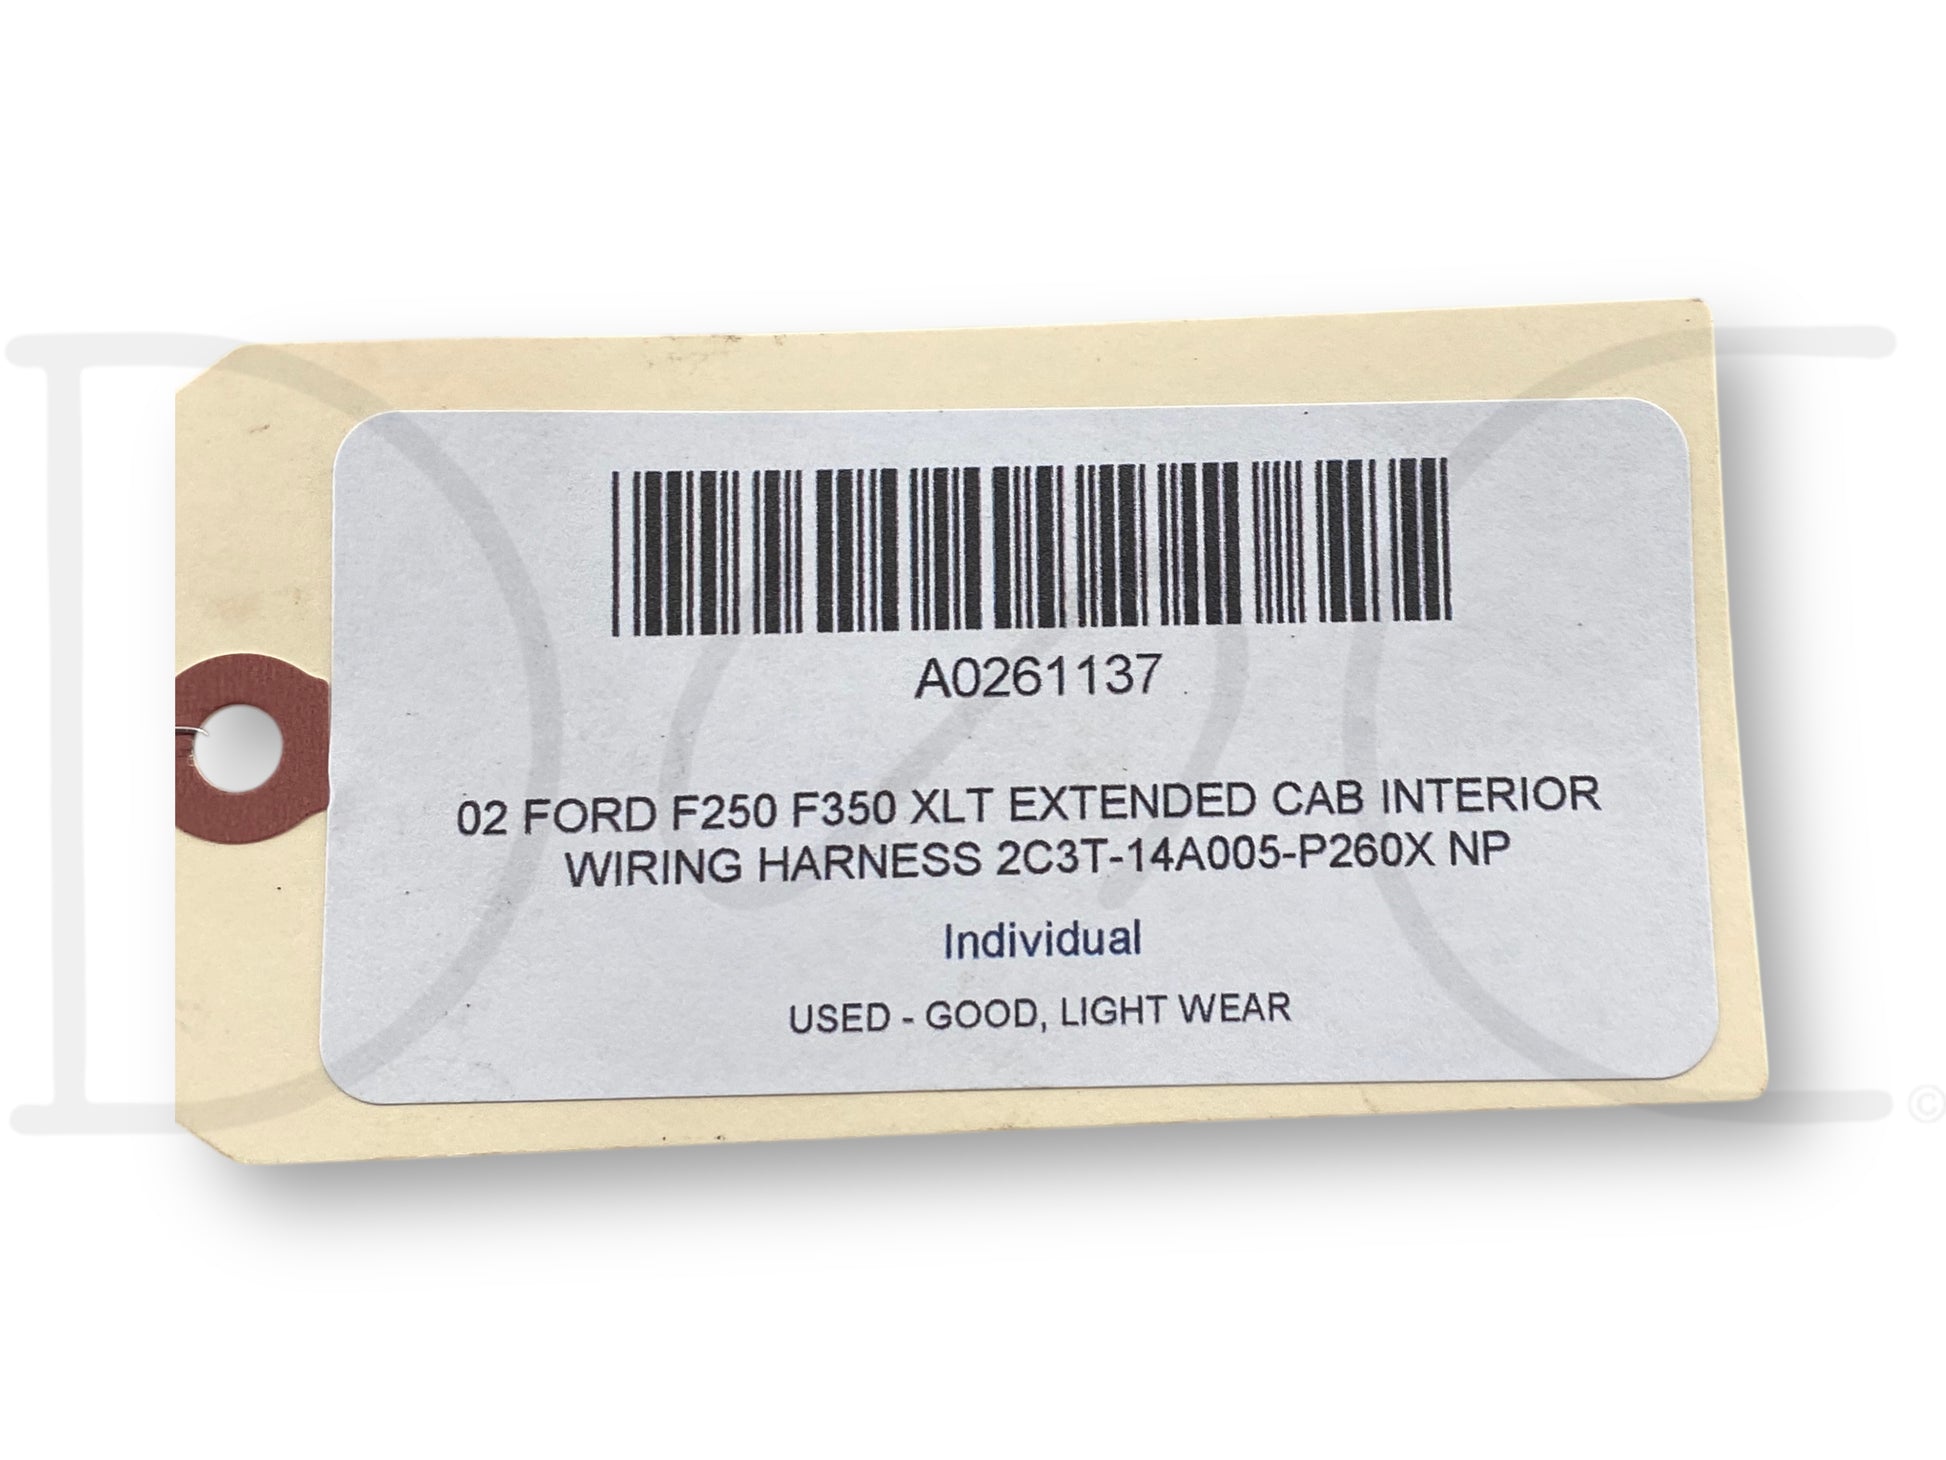 A0261137
02 FORD F250 F350 XLT EXTENDED CAB INTERIOR
WIRING HARNESS 2C3T-14A005-P260X NP
Individual
USED - GOOD, LIGHT WEAR
©